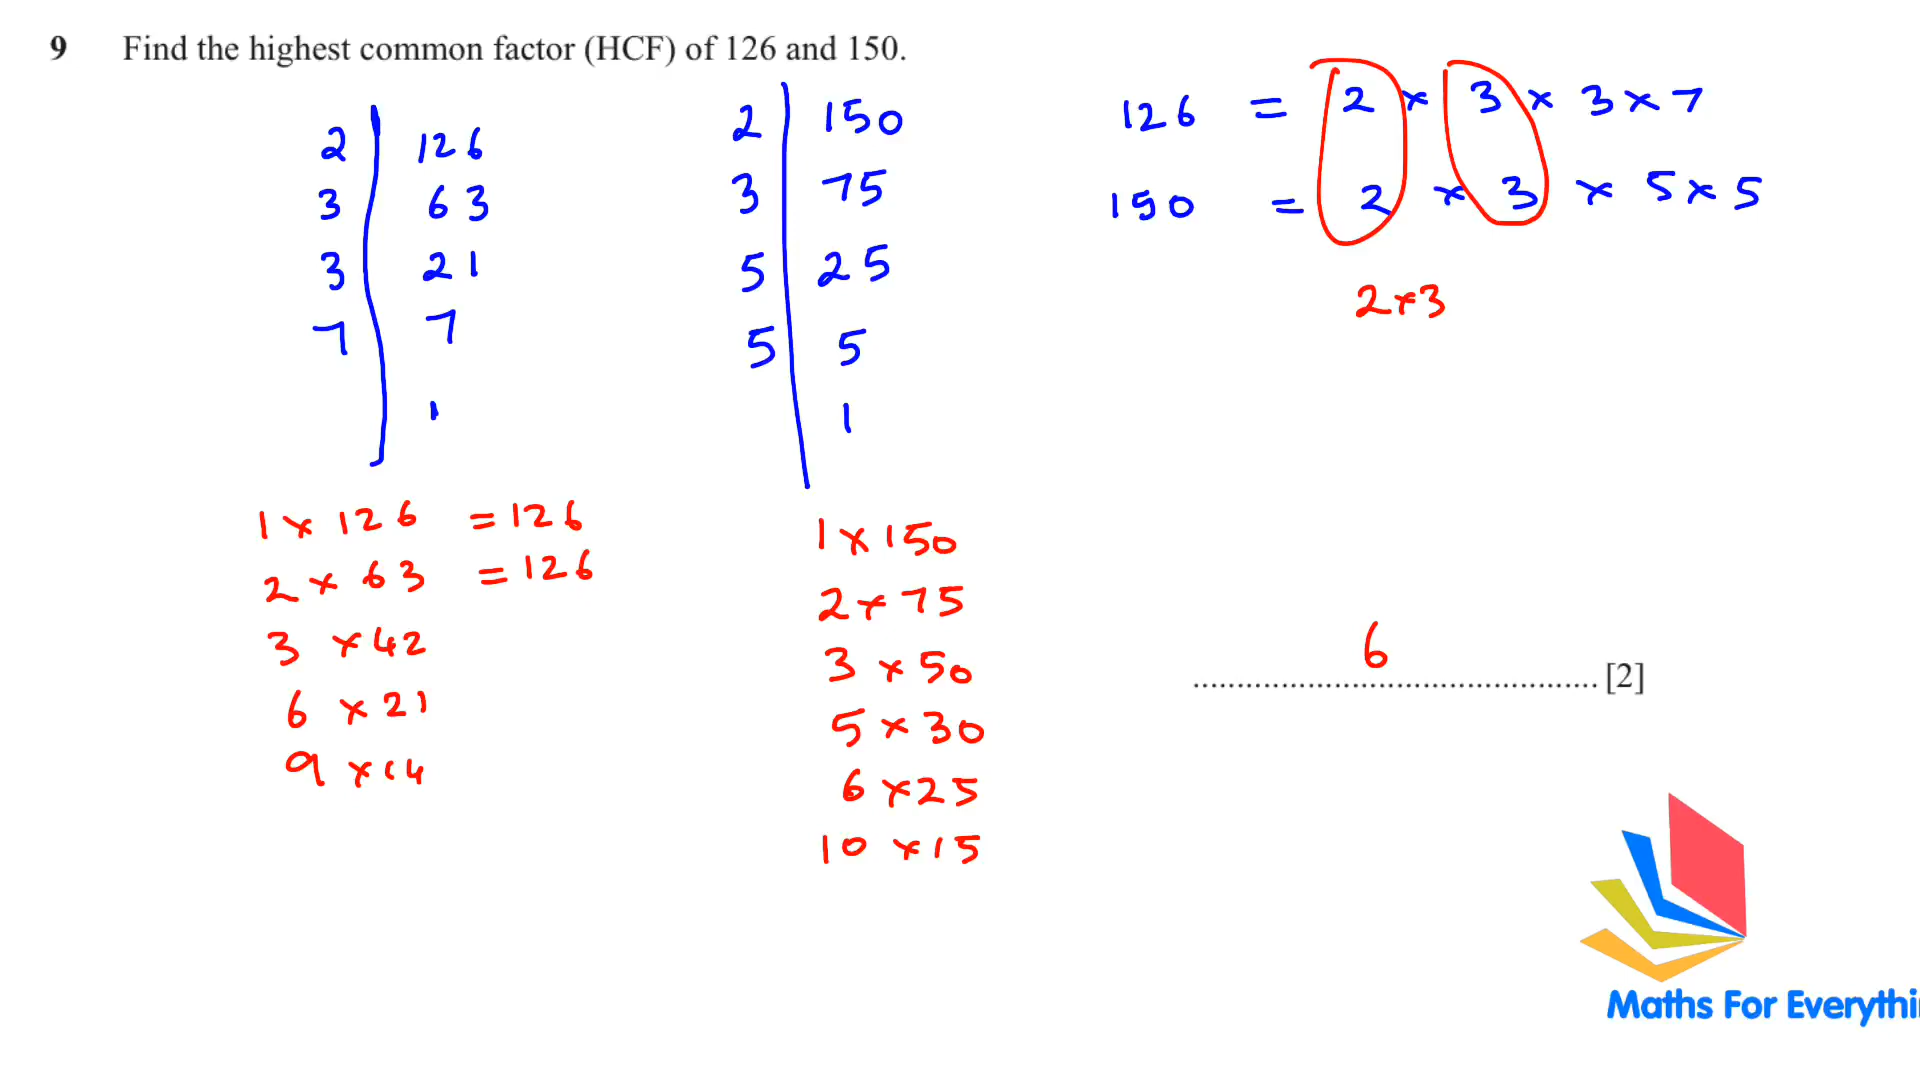 9 Find the highest common factor (HCF) of 126 and 150.
2 | 126
3 | 63
3 | 21
7 | 7
1
2 | 150
3 | 75
5 | 25
5 | 5
1
126 = 2 × 3 × 3 × 7
150 = 2 × 3 × 5 × 5
2 × 3
1 × 126 = 126
2 × 63 = 126
3 × 42
6 × 21
9 × 14
1 × 150
2 × 75
3 × 50
5 × 30
6 × 25
10 × 15
6
.............................................. [2]
Maths For Everythi